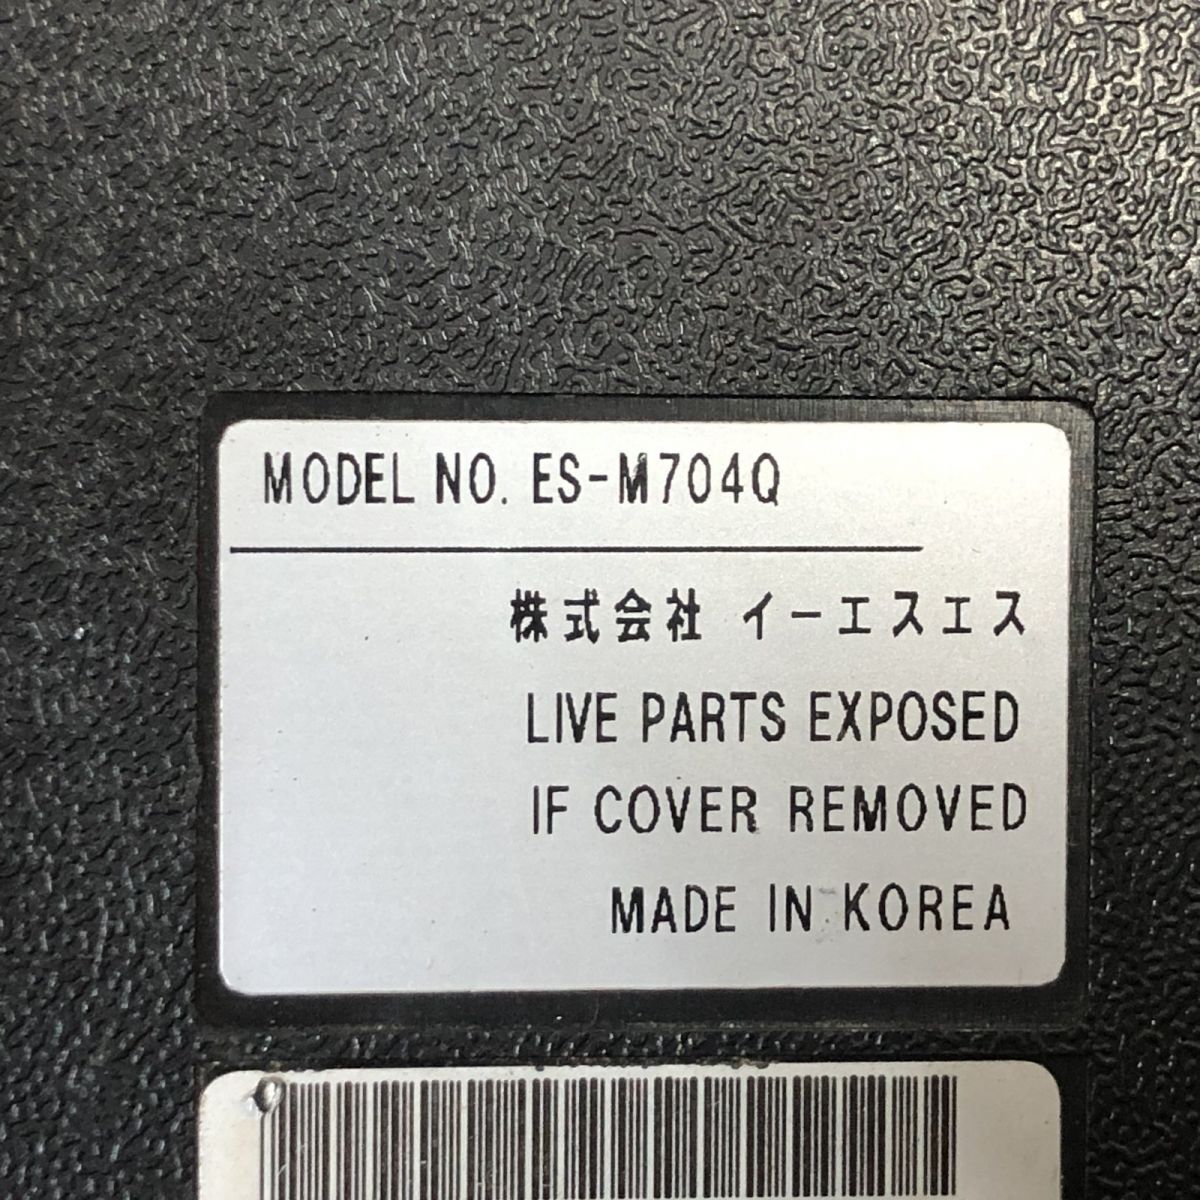 MODEL NO. ES-M704Q
株式会社 イーエスエス
LIVE PARTS EXPOSED
IF COVER REMOVED
MADE IN KOREA